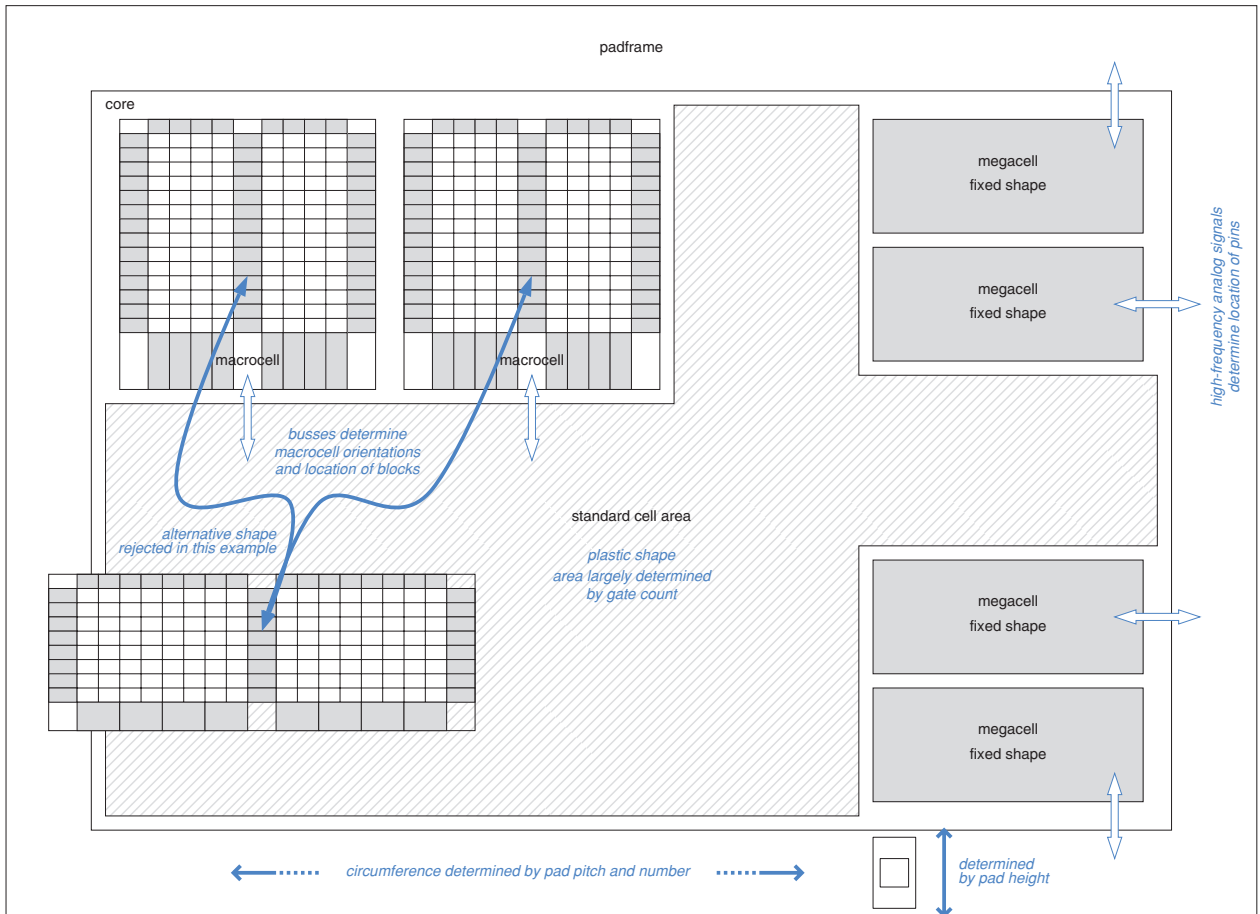 padframe
core
megacell
fixed shape
megacell
fixed shape
high-frequency analog signals
determine location of pins
macrocell
macrocell
busses determine
macrocell orientations
and location of blocks
alternative shape
rejected in this example
standard cell area
plastic shape
area largely determined
by gate count
megacell
fixed shape
megacell
fixed shape
circumference determined by pad pitch and number
determined
by pad height